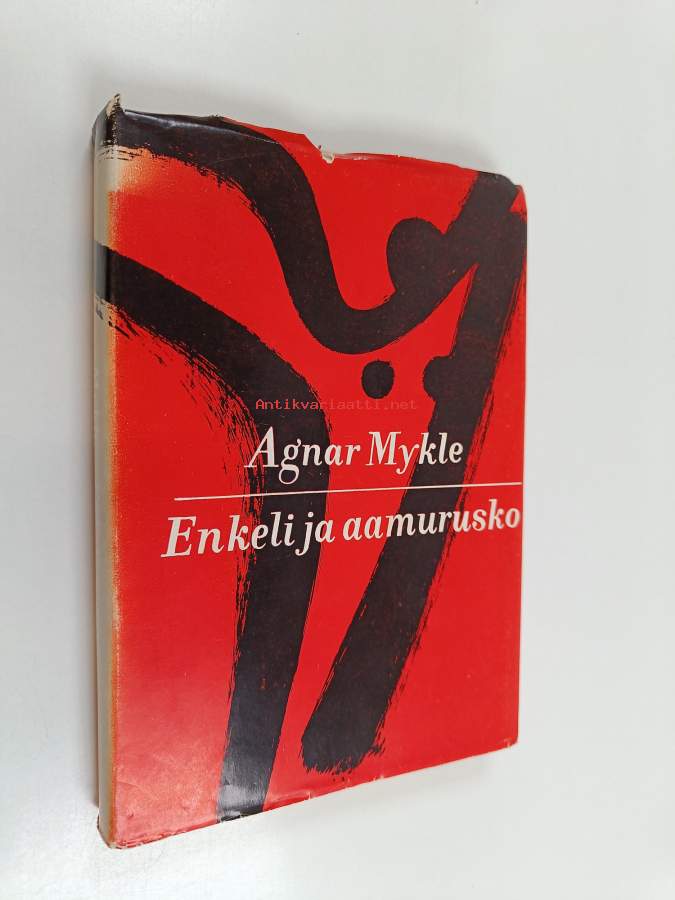 Antikvariaatti.net
Agnar Mykle
Enkeli ja aamurusko